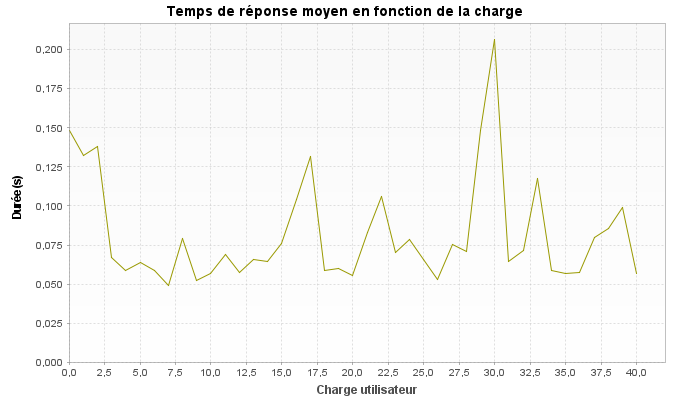 Temps de réponse moyen en fonction de la charge
0,200
0,175
0,150
0,125
0,100
0,075
0,050
0,025
0,000
Durée(s)
0,0 2,5 5,0 7,5 10,0 12,5 15,0 17,5 20,0 22,5 25,0 27,5 30,0 32,5 35,0 37,5 40,0
Charge utilisateur